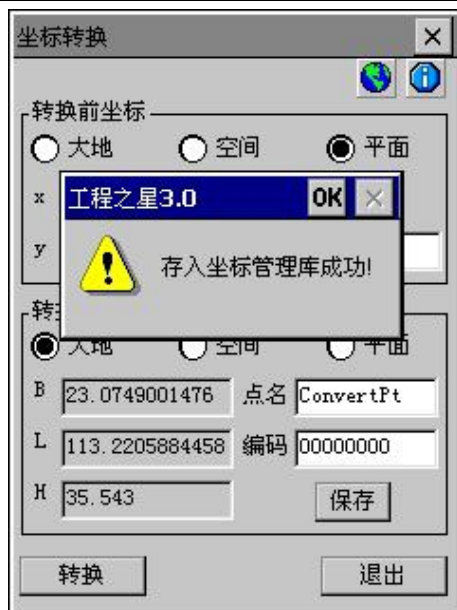 坐标转换
转换前坐标
大地 空间 平面
x
工程之星3.0 OK
y
存入坐标管理库成功!
转
大地 空间 平面
B 23.0749001476 点名 ConvertPt
L 113.2205884458 编码 00000000
H 35.543 保存
转换 退出